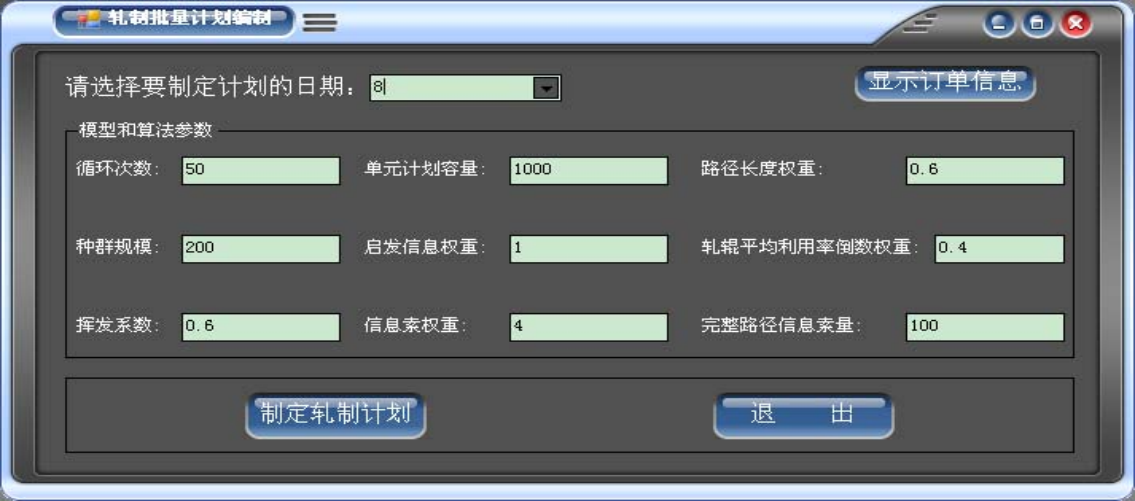 轧制批量计划编制
请选择要制定计划的日期: 8 显示订单信息
模型和算法参数
循环次数: 50 单元计划容量: 1000 路径长度权重: 0.6
种群规模: 200 启发信息权重: 1 轧辊平均利用率倒数权重: 0.4
挥发系数: 0.6 信息素权重: 4 完整路径信息素量: 100
制定轧制计划 退 出